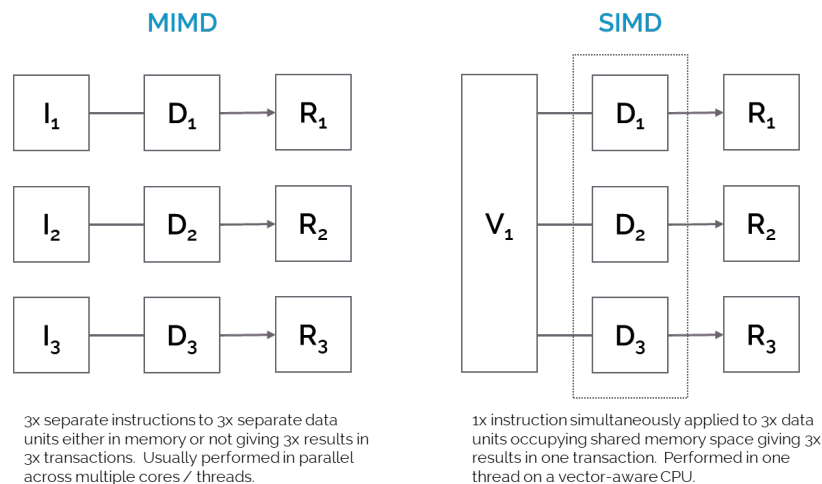 MIMD
I₁ D₁ R₁
I₂ D₂ R₂
I₃ D₃ R₃
3x separate instructions to 3x separate data
units either in memory or not giving 3x results in
3x transactions. Usually performed in parallel
across multiple cores / threads.
SIMD
V₁
D₁ R₁
D₂ R₂
D₃ R₃
1x instruction simultaneously applied to 3x data
units occupying shared memory space giving 3x
results in one transaction. Performed in one
thread on a vector-aware CPU.